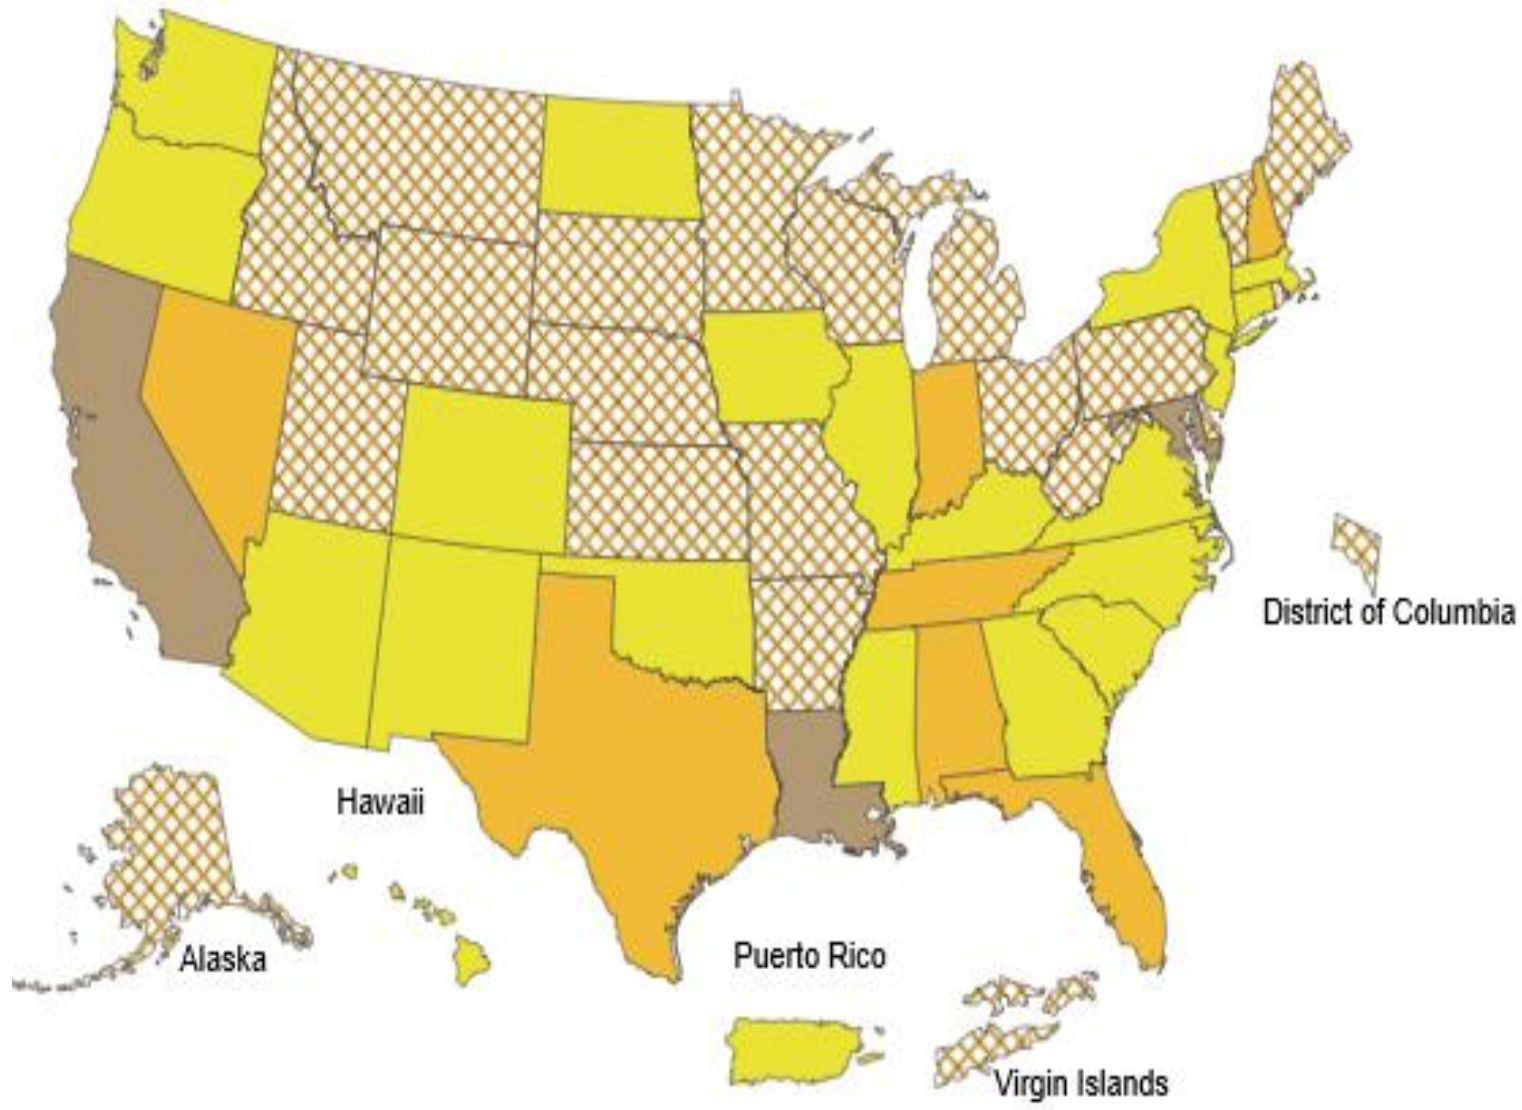 District of Columbia
Hawaii
Alaska
Puerto Rico
Virgin Islands